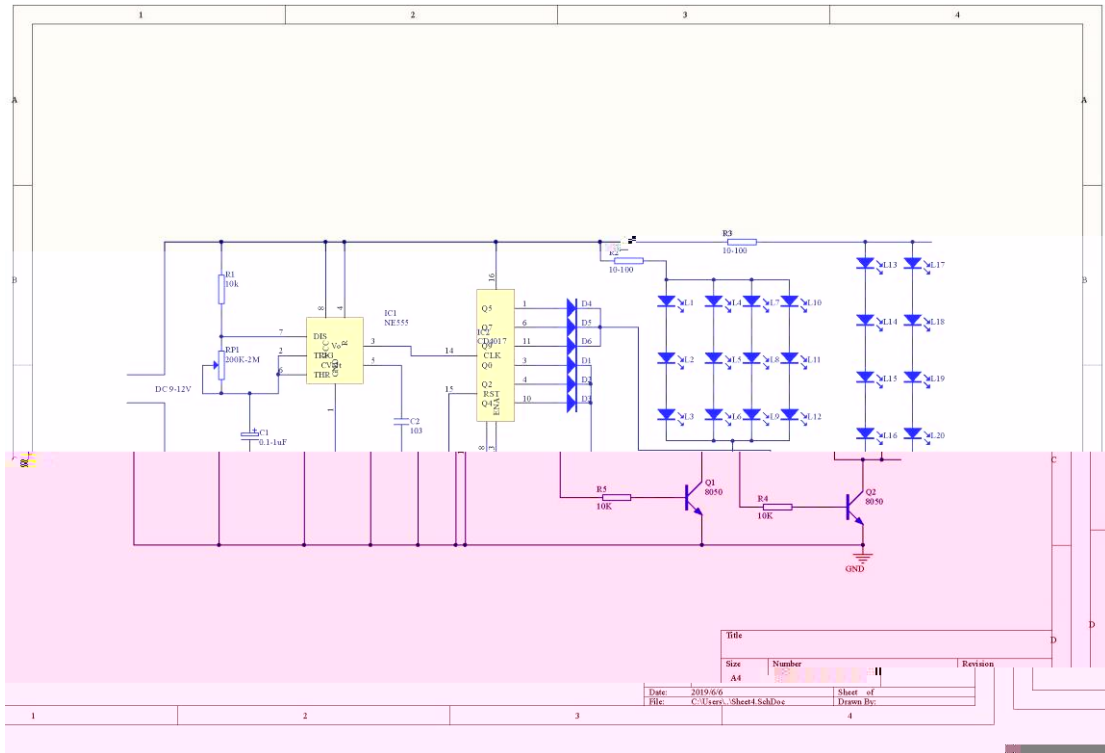 1 2 3 4
A A
R3
10-100
10-100
L13 L17
B B
R1
10k
16
8 4
L1 L4 L7 L10
IC1
NE555
Q5 1 D4
Q7 6 D5
7 DIS
3
IC2
CD4017
11 D6
L14 L18
RP1
200K-2M
2 TRIG
14 CLK
Q0 3 D1
L2 L5 L8 L11
6 THR
5
Q2 4
L15 L19
DC 9-12V
15 RST
Q4 10
ENA
1
C2
103
L3 L6 L9 L12
C1
0.1-1uF
L16 L20
8
C
R5
10K
Q1
8050
R4
10K
Q2
8050
GND
Title
D D
Size Number Revision
A4
Date: 2019/6/6 Sheet of
File: C:\Users\..\Sheet4.SchDoc Drawn By:
1 2 3 4